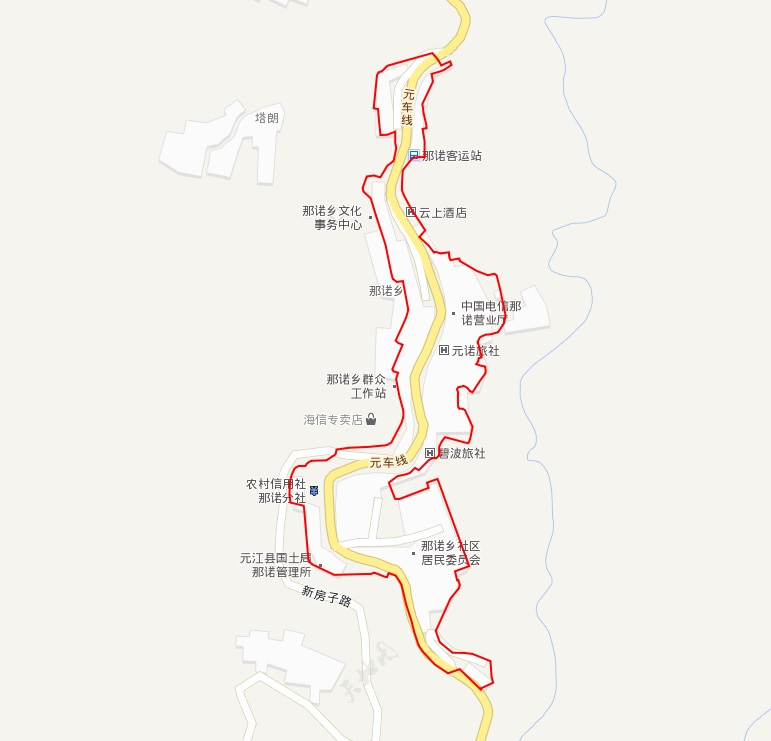 元车线
塔朗
那诺客运站
那诺乡文化
事务中心
云上酒店
那诺乡
中国电信那
诺营业厅
元诺旅社
那诺乡群众
工作站
海信专卖店
碧波旅社
元车线
农村信用社
那诺分社
那诺乡社区
居民委员会
元江县国土局
那诺管理所
新房子路